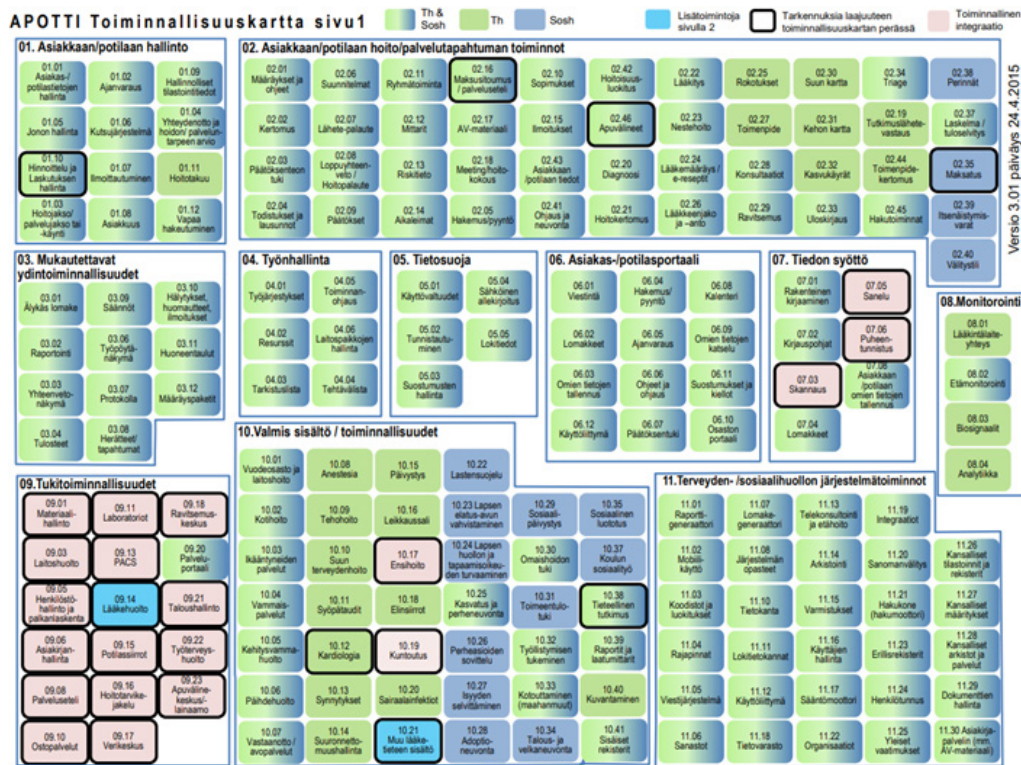 APOTTI Toiminnallisuuskartta sivu1
Th &
Sosh
Th
Sosh
Lisätoimintoja
sivulla 2
Tarkennuksia laajuuteen
toiminnallisuuskartan perässä
Toiminnallinen
integraatio
Versio 3.01 päiväys 24.4.2015
01. Asiakkaan/potilaan hallinto
01.01
Asiakas-/
potilastietojen
hallinta
01.02
Ajanvaraus
01.09
Hallinnolliset
tilastointitiedot
01.05
Jonon hallinta
01.06
Kutsujärjestelmä
01.04
Yhteydenotto ja
hoidon/ palvelun-
tarpeen arvio
01.10
Hinnoittelu ja
Laskutuksen
hallinta
01.07
Ilmoittautuminen
01.11
Hoitotakuu
01.03
Hoitojakso/
palvelujakso tai
-käynti
01.08
Asiakkuus
01.12
Vapaa
hakeutuminen
02. Asiakkaan/potilaan hoito/palvelutapahtuman toiminnot
02.01
Määräykset ja
ohjeet
02.06
Suunnitelmat
02.11
Ryhmätoiminta
02.16
Maksusitoumus
/ palveluseteli
02.10
Sopimukset
02.42
Hoitoisuus-
luokitus
02.22
Lääkitys
02.25
Rokotukset
02.30
Suun kartta
02.34
Triage
02.38
Perinnät
02.02
Kertomus
02.07
Lähete-palaute
02.12
Mittarit
02.17
AV-materiaali
02.15
Ilmoitukset
02.46
Apuvälineet
02.23
Nestehoito
02.27
Toimenpide
02.31
Kehon kartta
02.19
Tutkimuslähete-
vastaus
02.37
Laskelma /
tuloselvitys
02.03
Päätöksenteon
tuki
02.08
Loppuyhteen-
veto /
Hoitopalaute
02.13
Riskitieto
02.18
Meeting/hoito-
kokous
02.43
Asiakkaan
/potilaan tiedot
02.20
Diagnoosi
02.24
Lääkemääräys /
e-reseptit
02.28
Konsultaatiot
02.32
Kasvukäyrät
02.44
Toimenpide-
kertomus
02.35
Maksatus
02.04
Todistukset ja
lausunnot
02.09
Päätökset
02.14
Aikaleimat
02.05
Hakemus/pyyntö
02.41
Ohjaus ja
neuvonta
02.21
Hoitokertomus
02.26
Lääkkeenjako
ja –anto
02.29
Ravitsemus
02.33
Uloskirjaus
02.45
Hakutoiminnat
02.39
Itsenäistymis-
varat
02.40
Välitystili
03. Mukautettavat
ydintoiminnallisuudet
03.01
Älykäs lomake
03.09
Säännöt
03.10
Hälytykset,
huomautteet,
ilmoitukset
03.02
Raportointi
03.06
Työpöytä-
näkymä
03.11
Huoneentaulut
03.03
Yhteenveto-
näkymä
03.07
Protokolla
03.12
Määräyspaketit
03.04
Tulosteet
03.08
Herätteet/
tapahtumat
04. Työnhallinta
04.01
Työjärjestykset
04.05
Toiminnan-
ohjaus
04.02
Resurssit
04.06
Laitospaikkojen
hallinta
04.03
Tarkistuslista
04.04
Tehtävälista
05. Tietosuoja
05.01
Käyttövaltuudet
05.04
Sähköinen
allekirjoitus
05.02
Tunnistautu-
minen
05.05
Lokitiedot
05.03
Suostumusten
hallinta
06. Asiakas-/potilasportaali
06.01
Viestintä
06.04
Hakemus/
pyyntö
06.08
Kalenteri
06.02
Lomakkeet
06.05
Ajanvaraus
06.09
Omien tietojen
katselu
06.03
Omien tietojen
tallennus
06.06
Ohjeet ja
ohjaus
06.11
Suostumukset ja
kiellot
06.12
Käyttöliittymä
06.07
Päätöksentuki
06.10
Osaston
portaali
07. Tiedon syöttö
07.01
Rakenteinen
kirjaaminen
07.05
Sanelu
07.02
Kirjauspohjat
07.06
Puheen-
tunnistus
07.03
Skannaus
07.08
Asiakkaan
/potilaan
omien tietojen
tallennus
07.04
Lomakkeet
08.Monitorointi
08.01
Lääkintälaite-
yhteys
08.02
Etämonitorointi
08.03
Biosignaalit
08.04
Analytiikka
09.Tukitoiminnallisuudet
09.01
Materiaali-
hallinto
09.11
Laboratoriot
09.18
Ravitsemus-
keskus
09.03
Laitoshuolto
09.13
PACS
09.20
Palvelu-
portaali
09.05
Henkilöstö-
hallinto ja
palkanlaskenta
09.14
Lääkehuolto
09.21
Taloushallinto
09.06
Asiakirjan-
hallinta
09.15
Potilassiirrot
09.22
Työterveys-
huolto
09.08
Palveluseteli
09.16
Hoitotarvike-
jakelu
09.23
Apuväline-
keskus/
-lainaamo
09.10
Ostopalvelut
09.17
Verikeskus
10.Valmis sisältö / toiminnallisuudet
10.01
Vuodeosasto ja
laitoshoito
10.08
Anestesia
10.15
Päivystys
10.22
Lastensuojelu
10.02
Kotihoito
10.09
Tehohoito
10.16
Leikkaussali
10.23 Lapsen
elatus-avun
vahvistaminen
10.29
Sosiaali-
päivystys
10.35
Sosiaalinen
luototus
10.03
Ikääntyneiden
palvelut
10.10
Suun
terveydenhoito
10.17
Ensihoito
10.24 Lapsen
huollon ja
tapaamisoikeu-
den turvaaminen
10.30
Omaishoidon
tuki
10.37
Koulun
sosiaalityö
10.04
Vammais-
palvelut
10.11
Syöpätaudit
10.18
Elinsiirrot
10.25
Kasvatus ja
perheneuvonta
10.31
Toimeentulo-
tuki
10.38
Tieteellinen
tutkimus
10.05
Kehitysvamma-
huolto
10.12
Kardiologia
10.19
Kuntoutus
10.26
Perheasioiden
sovittelu
10.32
Työllistymisen
tukeminen
10.39
Raportit ja
laatumittarit
10.06
Päihdehuolto
10.13
Synnytykset
10.20
Sairaalainfektiot
10.27
Isyyden
selvittäminen
10.33
Kotouttaminen
(maahanmuut)
10.40
Kuvantaminen
10.07
Vastaanotto /
avopalvelut
10.14
Suuronnetto-
muushallinta
10.21
Muu lääke-
tieteen sisältö
10.28
Adoptio-
neuvonta
10.34
Talous- ja
velkaneuvonta
10.41
Sisäiset
rekisterit
11.Terveyden- /sosiaalihuollon järjestelmätoiminnot
11.01
Raportti-
generaattori
11.07
Lomake-
generaattori
11.13
Telekonsultointi
ja etähoito
11.19
Integraatiot
11.02
Mobiili-
käyttö
11.08
Järjestelmän
opasteet
11.14
Arkistointi
11.20
Sanomanvälitys
11.26
Kansalliset
tilastoinnit ja
rekisterit
11.03
Koodistot ja
luokitukset
11.10
Tietokanta
11.15
Varmistukset
11.21
Hakukone
(hakumoottori)
11.27
Kansalliset
määritykset
11.04
Rajapinnat
11.11
Lokitietokannat
11.16
Käyttäjien
hallinta
11.23
Erillisrekisterit
11.28
Kansalliset
arkistot ja
palvelut
11.05
Viestijärjestelmä
11.12
Käyttöliittymä
11.17
Sääntömoottori
11.24
Henkilötunnus
11.29
Dokumenttien
hallinta
11.06
Sanastot
11.18
Tietovarasto
11.22
Organisaatiot
11.25
Yleiset
vaatimukset
11.30 Asiakirja-
palvelin (mm.
AV-materiaali)